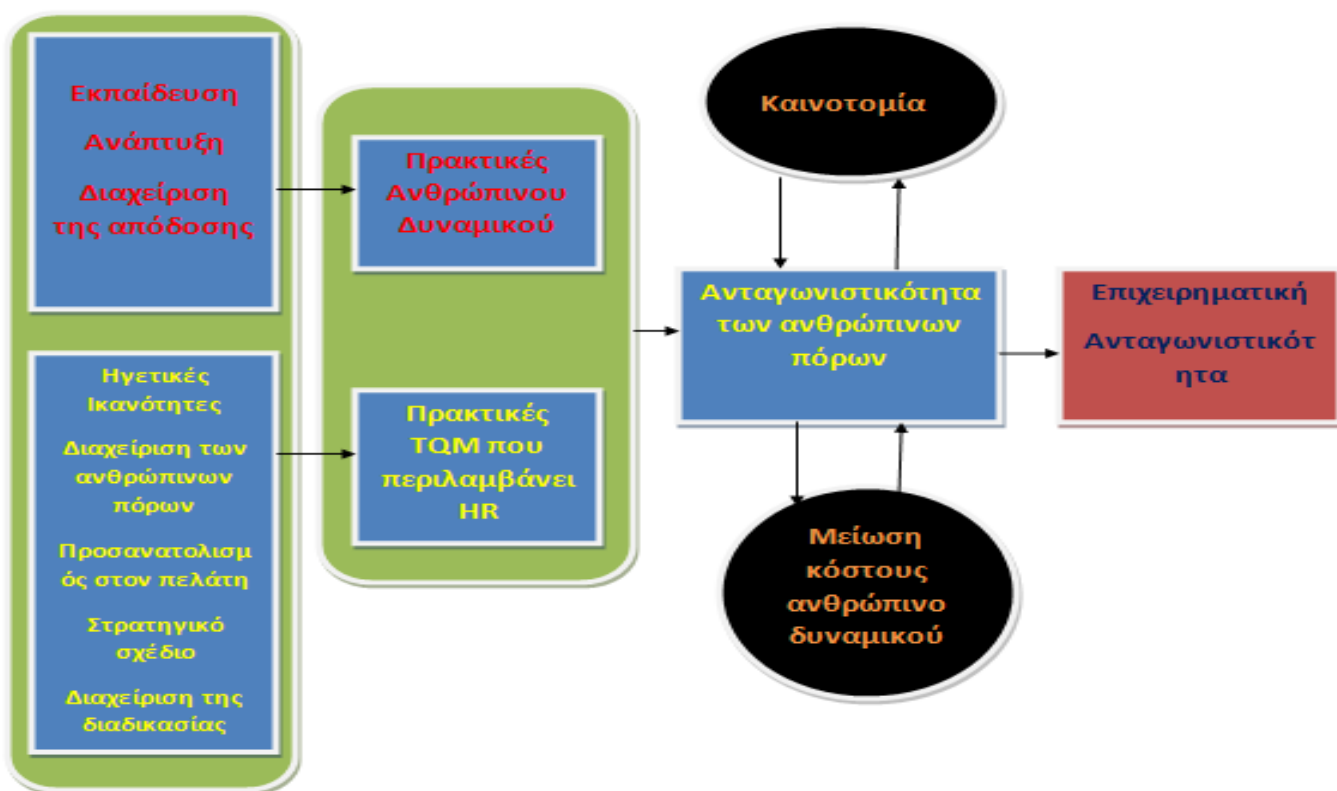 Εκπαίδευση
Ανάπτυξη
Διαχείριση
της απόδοσης
Ηγετικές
Ικανότητες
Διαχείριση των
ανθρώπινων
πόρων
Προσανατολισμ
ός στον πελάτη
Στρατηγικό
σχέδιο
Διαχείριση της
διαδικασίας
Πρακτικές
Ανθρώπινου
Δυναμικού
Πρακτικές
TQM που
περιλαμβάνει
HR
Καινοτομία
Ανταγωνιστικότητα
των ανθρώπινων
πόρων
Μείωση
κόστους
ανθρώπινο
δυναμικού
Επιχειρηματική
Ανταγωνιστικότ
ητα